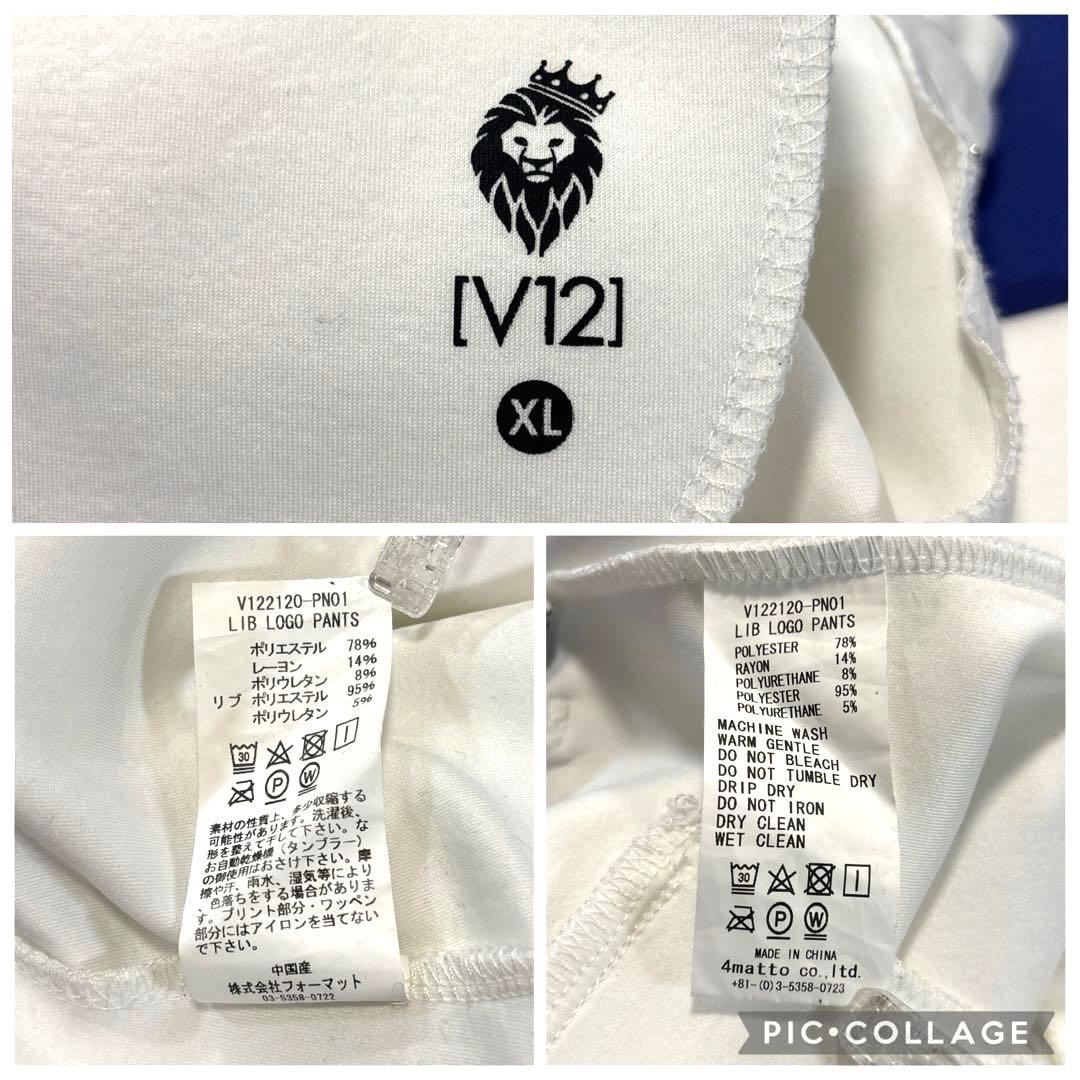 [V12]
XL
V122120-PN01
LIB LOGO PANTS
ポリエステル 78%
レーヨン 14%
ポリウレタン 8%
リブ ポリエステル 95%
ポリウレタン 5%
30
P W
素材の性質上、多少収縮する
可能性があります。洗濯後、
形を整えて干して下さい。な
お自動乾燥機（タンブラー）
の御使用はおさけ下さい。摩
擦や汗、雨水、湿気等により
、色落ちをする場合がありま
す。プリント部分・ワッペン
部分にはアイロンを当てない
で下さい。
中国産
株式会社フォーマット
03-5358-0722
V122120-PN01
LIB LOGO PANTS
POLYESTER 78%
RAYON 14%
POLYURETHANE 8%
POLYESTER 95%
POLYURETHANE 5%
MACHINE WASH
WARM GENTLE
DO NOT BLEACH
DO NOT TUMBLE DRY
DRIP DRY
DO NOT IRON
DRY CLEAN
WET CLEAN
30
P W
MADE IN CHINA
4matto co.,ltd.
+81-(0)3-5358-0723
PIC•COLLAGE